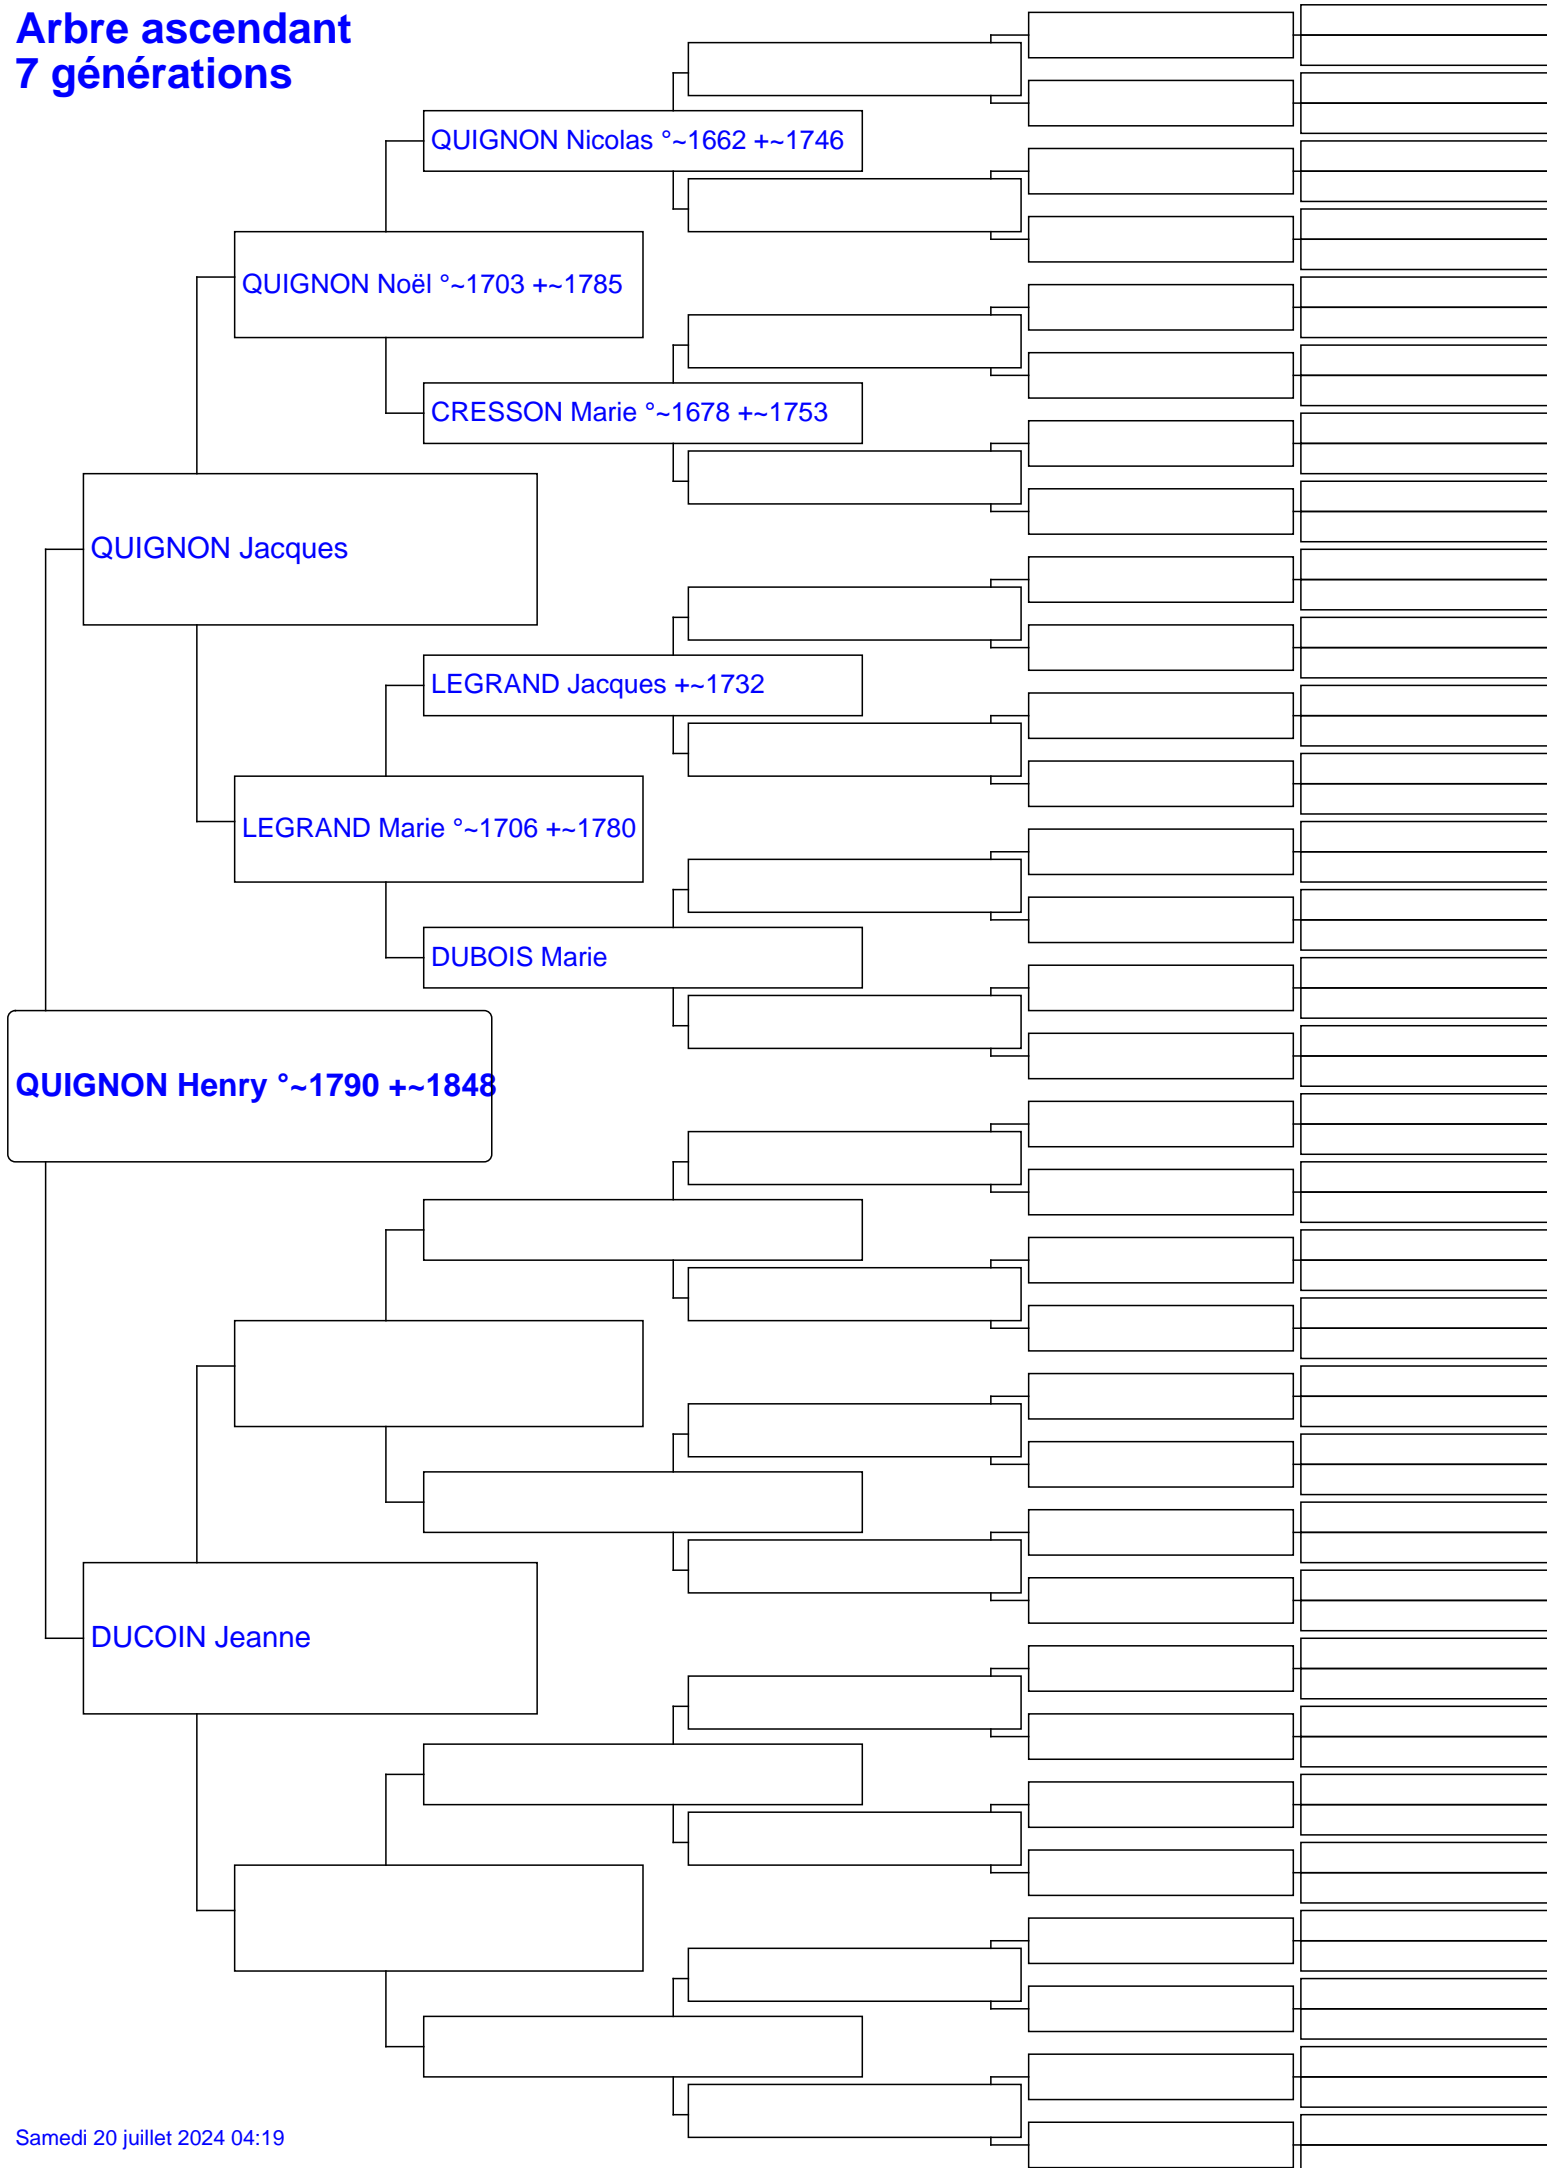 Arbre ascendant
7 générations
QUIGNON Nicolas °~1662 +~1746
QUIGNON Noël °~1703 +~1785
CRESSON Marie °~1678 +~1753
QUIGNON Jacques
LEGRAND Jacques +~1732
LEGRAND Marie °~1706 +~1780
DUBOIS Marie
QUIGNON Henry °~1790 +~1848
DUCOIN Jeanne
Samedi 20 juillet 2024 04:19